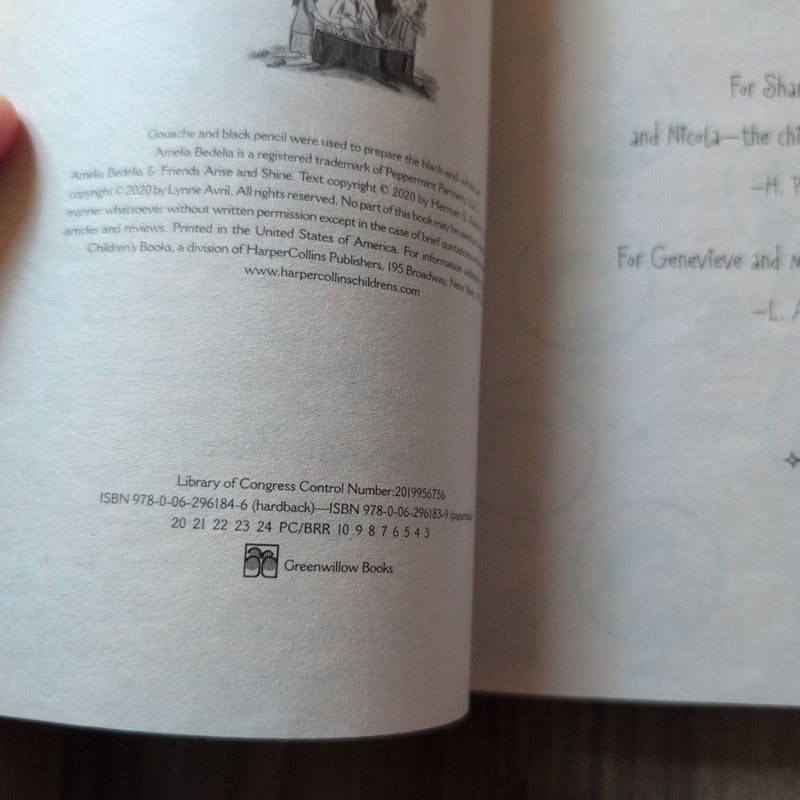 Gouache and black pencil were used to prepare the black-and-white
Amelia Bedelia is a registered trademark of Peppermint Partners, LLC.
Amelia Bedelia & Friends Arise and Shine. Text copyright © 2020 by Herman S.
copyright © 2020 by Lynne Avril. All rights reserved. No part of this book may be used
manner whatsoever without written permission except in the case of brief quotations
articles and reviews. Printed in the United States of America. For information address
Children's Books, a division of HarperCollins Publishers, 195 Broadway, New York,
www.harpercollinschildrens.com
Library of Congress Control Number:2019956756
ISBN 978-0-06-296184-6 (hardback)—ISBN 978-0-06-296183-9 (paperback
20 21 22 23 24 PC/BRR 10 9 8 7 6 5 4 3
Greenwillow Books
For Shar
and Nicola—the chi
—H. P
For Genevieve and
—L. A